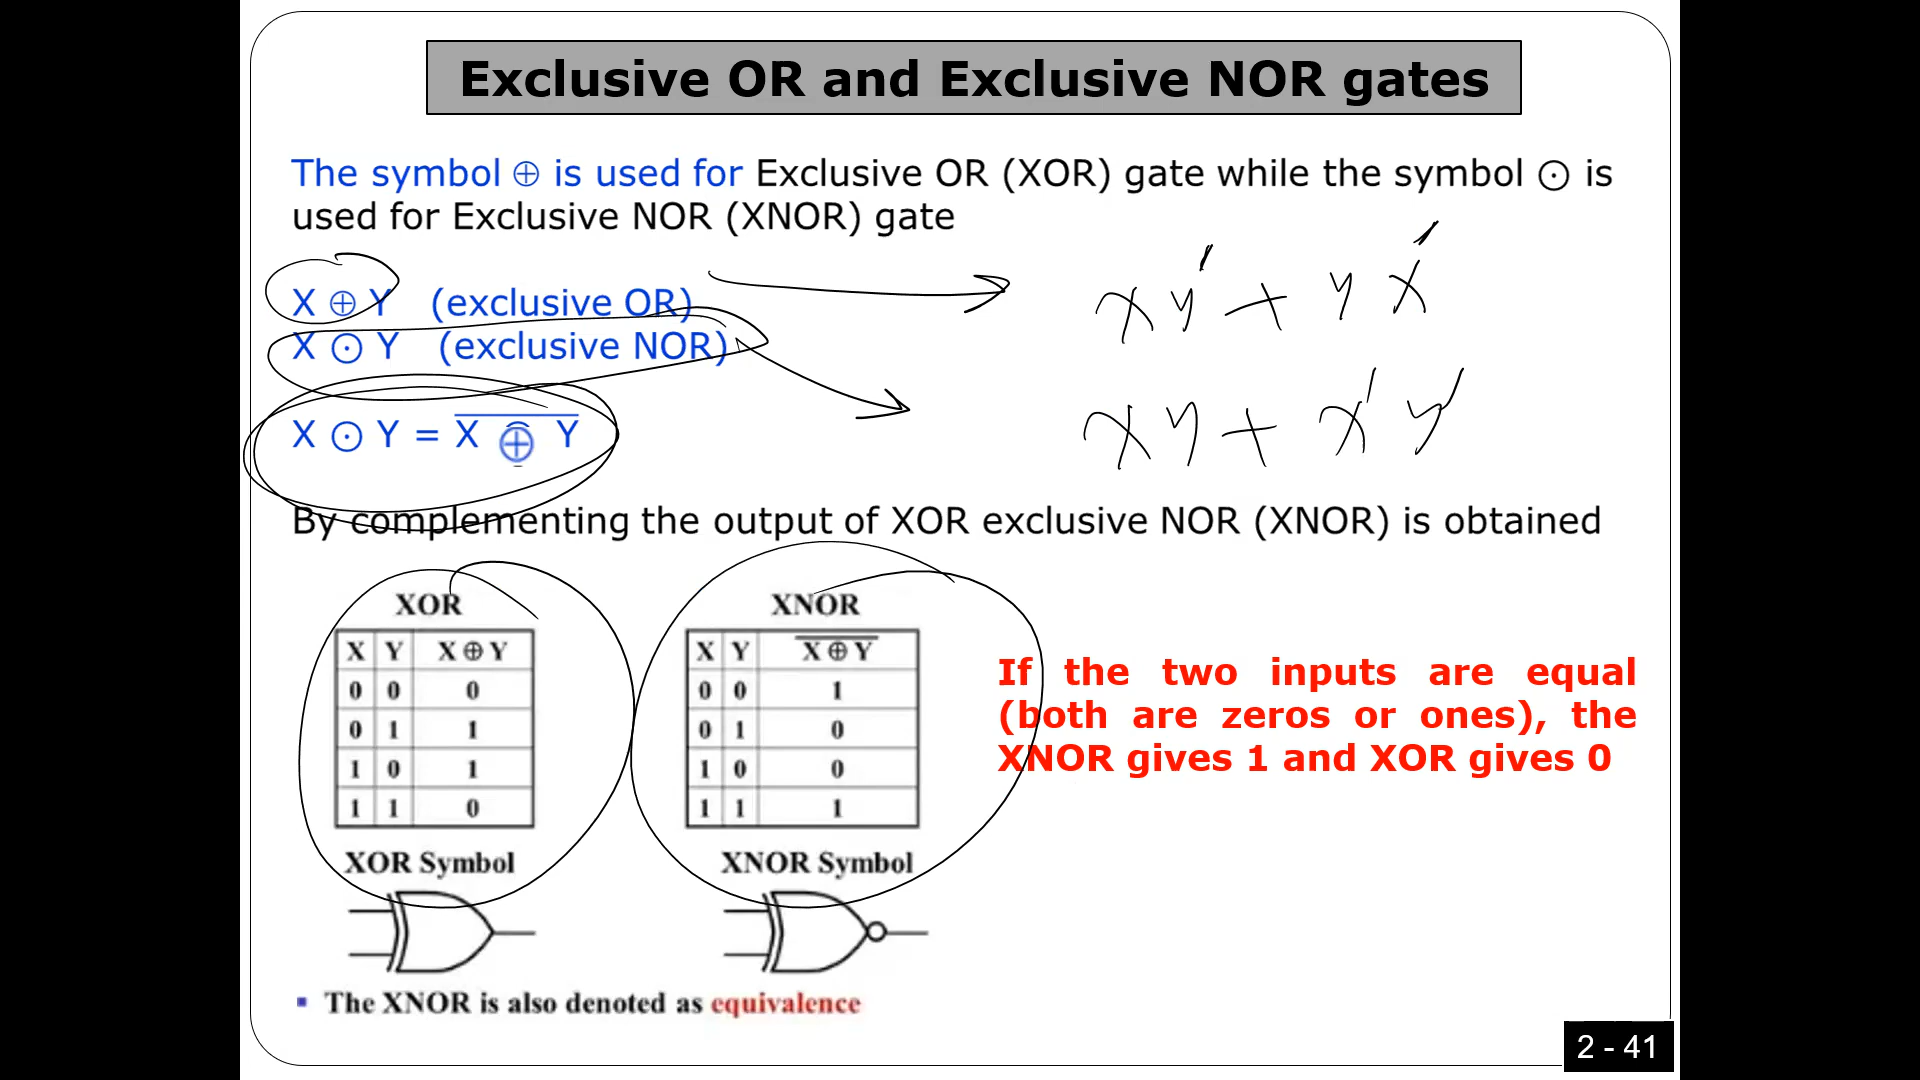 Exclusive OR and Exclusive NOR gates
The symbol ⊕ is used for Exclusive OR (XOR) gate while the symbol ⊙ is
used for Exclusive NOR (XNOR) gate
X ⊕ Y (exclusive OR)
xy' + yx'
X ⊙ Y (exclusive NOR)
xy + x'y'
X ⊙ Y = X̅ ⊕̅ Y̅
By complementing the output of XOR exclusive NOR (XNOR) is obtained
XOR
X Y X⊕Y
0 0 0
0 1 1
1 0 1
1 1 0
XOR Symbol
XNOR
X Y X̅⊕̅Y̅
0 0 1
0 1 0
1 0 0
1 1 1
XNOR Symbol
If the two inputs are equal
(both are zeros or ones), the
XNOR gives 1 and XOR gives 0
▪ The XNOR is also denoted as equivalence
2 - 41